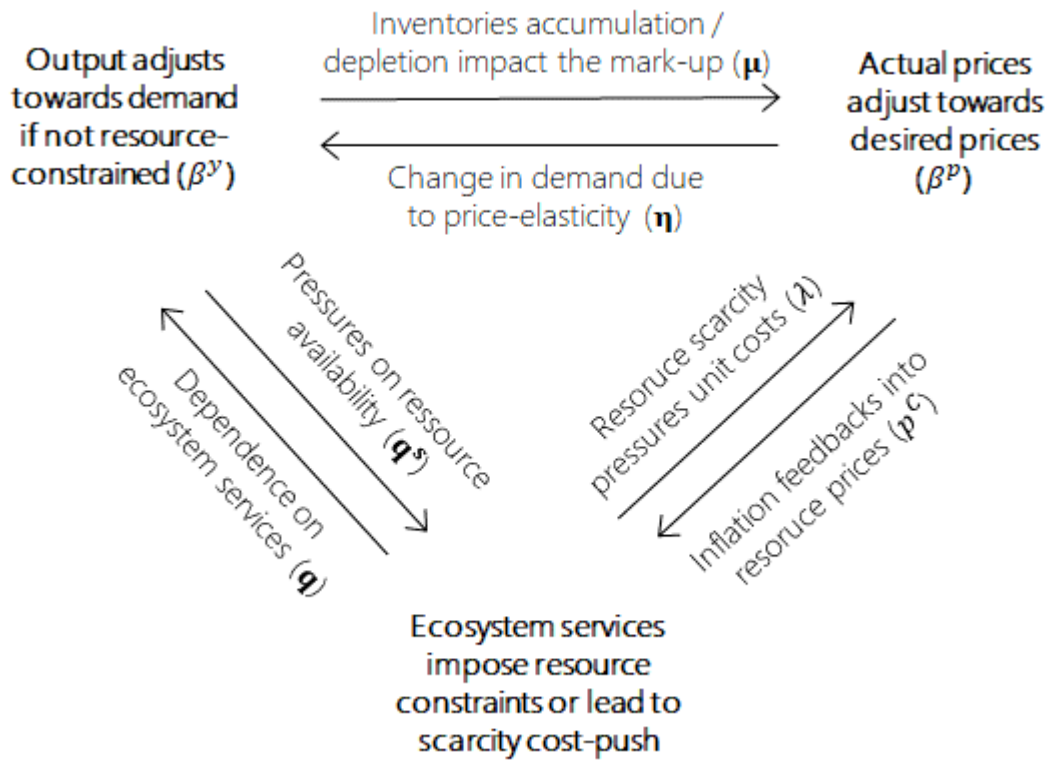 Inventories accumulation /
depletion impact the mark-up (μ)
Output adjusts
towards demand
if not resource-
constrained (βʸ)
Actual prices
adjust towards
desired prices
(βᵖ)
Change in demand due
to price-elasticity (η)
Pressures on ressource
availability (qˢ)
Dependence on
ecosystem services (q)
Resoruce scarcity
pressures unit costs (λ)
Inflation feedbacks into
resoruce prices (p^G)
Ecosystem services
impose resource
constraints or lead to
scarcity cost-push